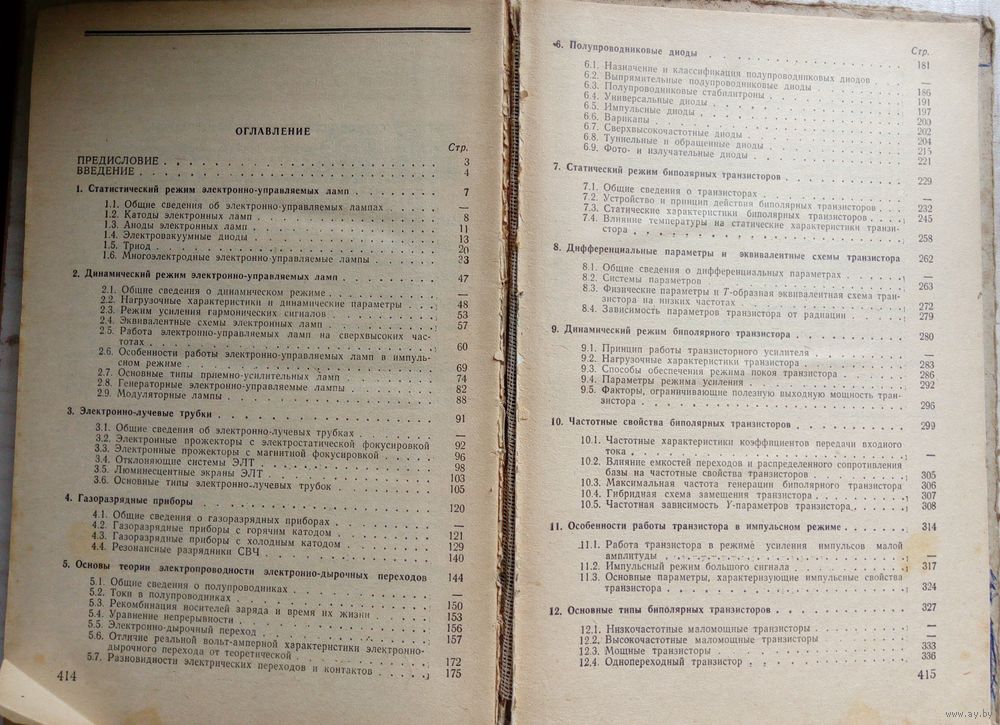 ОГЛАВЛЕНИЕ
Стр.
ПРЕДИСЛОВИЕ 3
ВВЕДЕНИЕ 4
1. Статистический режим электронно-управляемых ламп 7
1.1. Общие сведения об электронно-управляемых лампах —
1.2. Катоды электронных ламп 8
1.3. Аноды электронных ламп 11
1.4. Электровакуумные диоды 13
1.5. Триод 20
1.6. Многоэлектродные электронно-управляемые лампы 33
2. Динамический режим электронно-управляемых ламп 47
2.1. Общие сведения о динамическом режиме —
2.2. Нагрузочные характеристики и динамические параметры 48
2.3. Режим усиления гармонических сигналов 53
2.4. Эквивалентные схемы электронных ламп 57
2.5. Работа электронно-управляемых ламп на сверхвысоких час-
тотах 60
2.6. Особенности работы электронно-управляемых ламп в импуль-
сном режиме 69
2.7. Основные типы приемно-усилительных ламп 74
2.8. Генераторные электронно-управляемые лампы 82
2.9. Модуляторные лампы 88
3. Электронно-лучевые трубки 91
3.1. Общие сведения об электронно-лучевых трубках —
3.2. Электронные прожекторы с электростатической фокусировкой 92
3.3. Электронные прожекторы с магнитной фокусировкой 96
3.4. Отклоняющие системы ЭЛТ 98
3.5. Люминесцентные экраны ЭЛТ 103
3.6. Основные типы электронно-лучевых трубок 105
4. Газоразрядные приборы 120
4.1. Общие сведения о газоразрядных приборах —
4.2. Газоразрядные приборы с горячим катодом 121
4.3. Газоразрядные приборы с холодным катодом 129
4.4. Резонансные разрядники СВЧ 140
5. Основы теории электропроводности электронно-дырочных переходов 144
5.1. Общие сведения о полупроводниках —
5.2. Токи в полупроводниках 150
5.3. Рекомбинация носителей заряда и время их жизни 153
5.4. Уравнение непрерывности 156
5.5. Электронно-дырочный переход 157
5.6. Отличие реальной вольт-амперной характеристики электронно-
дырочного перехода от теоретической 172
5.7. Разновидности электрических переходов и контактов 175
414
Стр.
6. Полупроводниковые диоды 181
6.1. Назначение и классификация полупроводниковых диодов —
6.2. Выпрямительные полупроводниковые диоды 186
6.3. Полупроводниковые стабилитроны 191
6.4. Универсальные диоды 197
6.5. Импульсные диоды 200
6.6. Варикапы 202
6.7. Сверхвысокочастотные диоды 204
6.8. Туннельные и обращенные диоды 215
6.9. Фото- и излучательные диоды 221
7. Статический режим биполярных транзисторов 229
7.1. Общие сведения о транзисторах —
7.2. Устройство и принцип действия биполярных транзисторов 232
7.3. Статические характеристики биполярных транзисторов 245
7.4. Влияние температуры на статические характеристики транзи-
стора 258
8. Дифференциальные параметры и эквивалентные схемы транзистора 262
8.1. Общие сведения о дифференциальных параметрах —
8.2. Системы параметров 263
8.3. Физические параметры и Т-образная эквивалентная схема тран-
зистора на низких частотах 272
8.4. Зависимость параметров транзистора от радиации 279
9. Динамический режим биполярного транзистора 280
9.1. Принцип работы транзисторного усилителя —
9.2. Нагрузочные характеристики транзистора 283
9.3. Способы обеспечения режима покоя транзистора 286
9.4. Параметры режима усиления 292
9.5. Факторы, ограничивающие полезную выходную мощность тран-
зистора 296
10. Частотные свойства биполярных транзисторов 299
10.1. Частотные характеристики коэффициентов передачи входного
тока —
10.2. Влияние емкостей переходов и распределенного сопротивления
базы на частотные свойства транзисторов 305
10.3. Максимальная частота генерации биполярного транзистора 306
10.4. Гибридная схема замещения транзистора 307
10.5. Частотная зависимость Y-параметров транзистора 308
11. Особенности работы транзистора в импульсном режиме 314
11.1. Работа транзистора в режиме усиления импульсов малой
амплитуды —
11.2. Импульсный режим большого сигнала 317
11.3. Основные параметры, характеризующие импульсные свойства
транзистора 324
12. Основные типы биполярных транзисторов 327
12.1. Низкочастотные маломощные транзисторы —
12.2. Высокочастотные маломощные транзисторы —
12.3. Мощные транзисторы 333
12.4. Однопереходный транзистор 336
415
www.ay.by